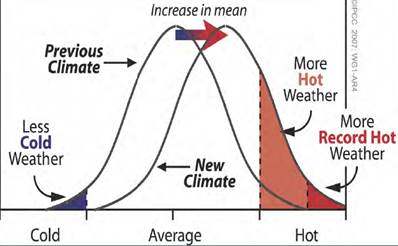 Increase in mean
Previous
Climate
More
Hot
Weather
Less
Cold
Weather
More
Record Hot
Weather
New
Climate
Cold
Average
Hot
©IPCC 2007: WG1-AR4